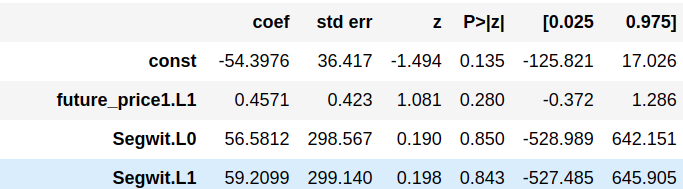 coef std err z P>|z| [0.025 0.975]
const -54.3976 36.417 -1.494 0.135 -125.821 17.026
future_price1.L1 0.4571 0.423 1.081 0.280 -0.372 1.286
Segwit.L0 56.5812 298.567 0.190 0.850 -528.989 642.151
Segwit.L1 59.2099 299.140 0.198 0.843 -527.485 645.905